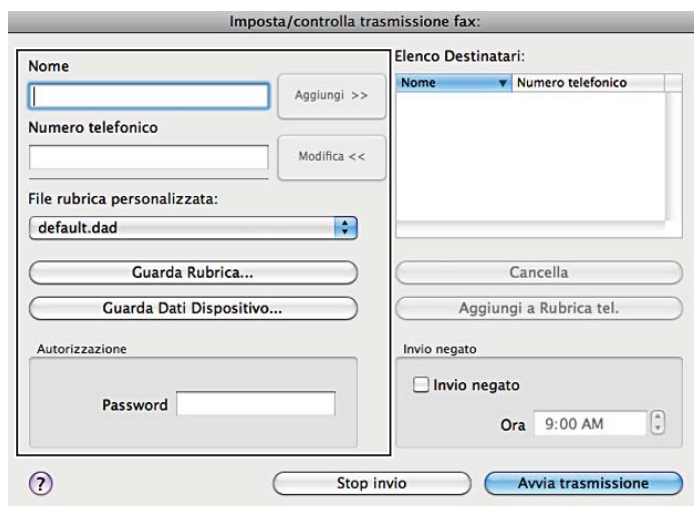 Imposta/controlla trasmissione fax:
Nome
Aggiungi >>
Numero telefonico
Modifica <<
File rubrica personalizzata:
default.dad
Guarda Rubrica...
Guarda Dati Dispositivo...
Autorizzazione
Password
Elenco Destinatari:
Nome Numero telefonico
Cancella
Aggiungi a Rubrica tel.
Invio negato
Invio negato
Ora 9:00 AM
?
Stop invio
Avvia trasmissione